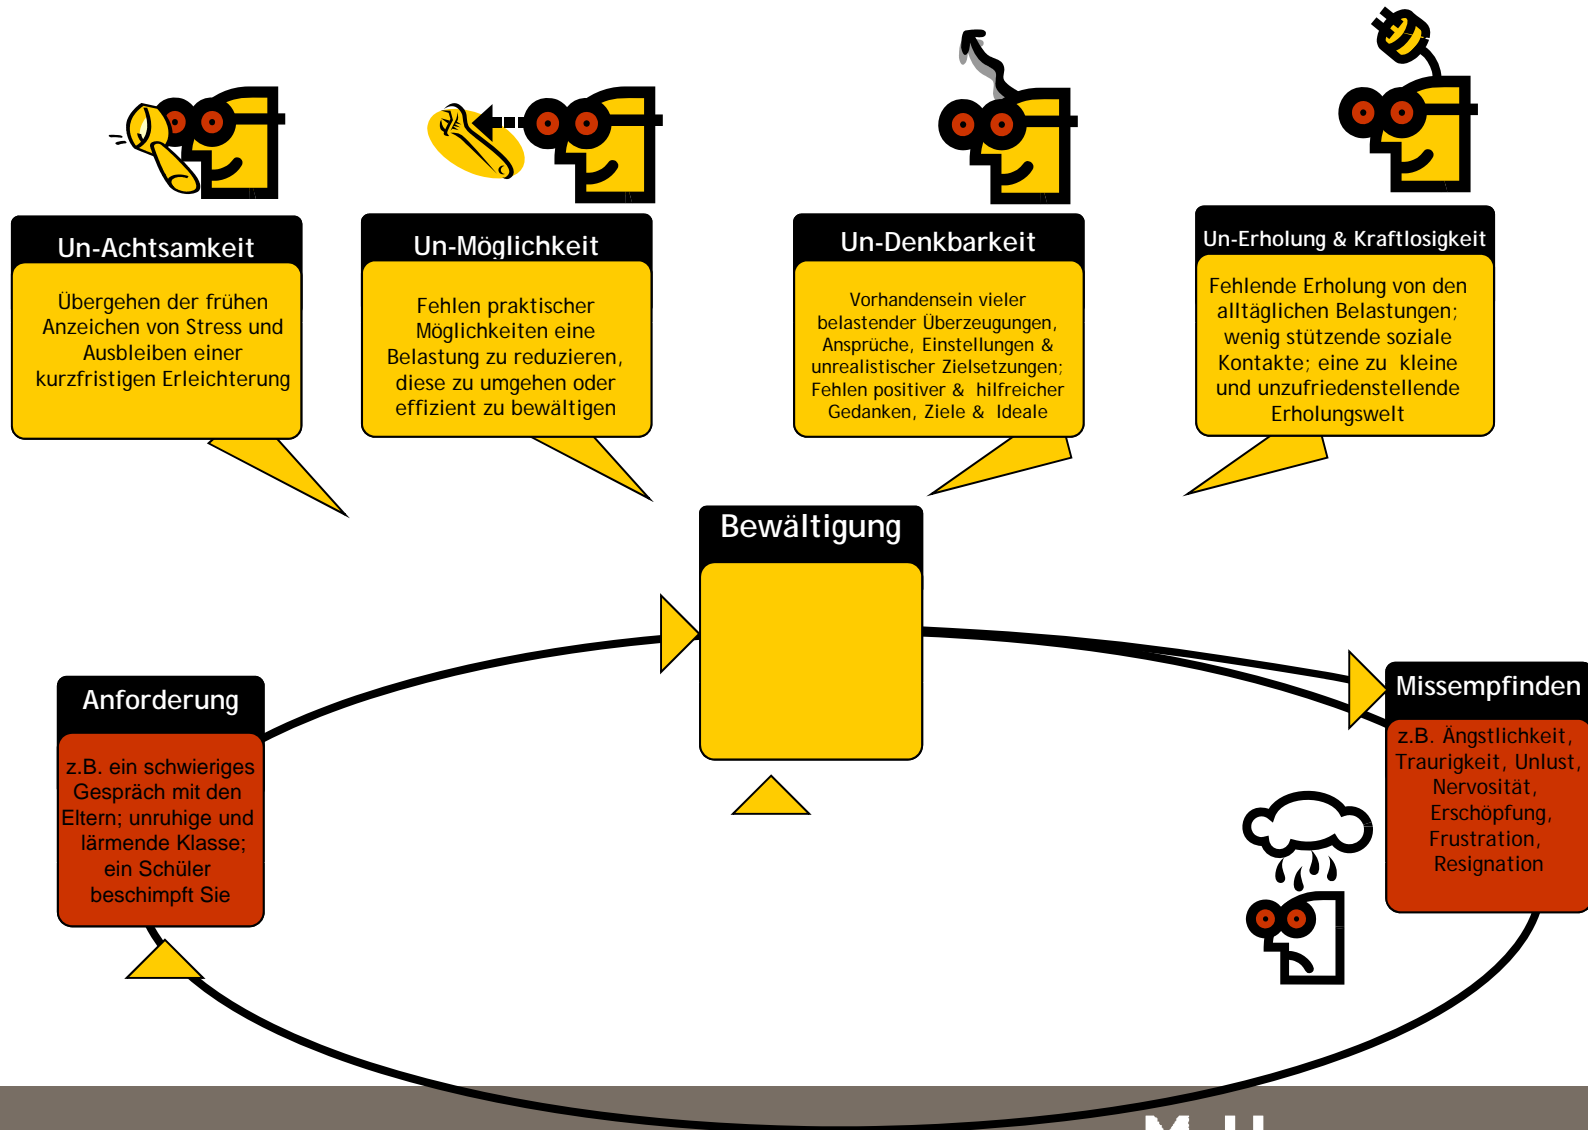 Un-Achtsamkeit
Übergehen der frühen
Anzeichen von Stress und
Ausbleiben einer
kurzfristigen Erleichterung
Un-Möglichkeit
Fehlen praktischer
Möglichkeiten eine
Belastung zu reduzieren,
diese zu umgehen oder
effizient zu bewältigen
Un-Denkbarkeit
Vorhandensein vieler
belastender Überzeugungen,
Ansprüche, Einstellungen &
unrealistischer Zielsetzungen;
Fehlen positiver & hilfreicher
Gedanken, Ziele & Ideale
Un-Erholung & Kraftlosigkeit
Fehlende Erholung von den
alltäglichen Belastungen;
wenig stützende soziale
Kontakte; eine zu kleine
und unzufriedenstellende
Erholungswelt
Bewältigung
Anforderung
z.B. ein schwieriges
Gespräch mit den
Eltern; unruhige und
lärmende Klasse;
ein Schüler
beschimpft Sie
Missempfinden
z.B. Ängstlichkeit,
Traurigkeit, Unlust,
Nervosität,
Erschöpfung,
Frustration,
Resignation